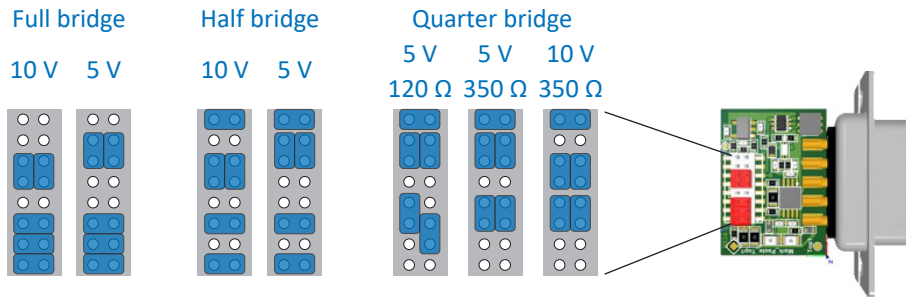 Full bridge
10 V 5 V
Half bridge
10 V 5 V
Quarter bridge
5 V 5 V 10 V
120 Ω 350 Ω 350 Ω